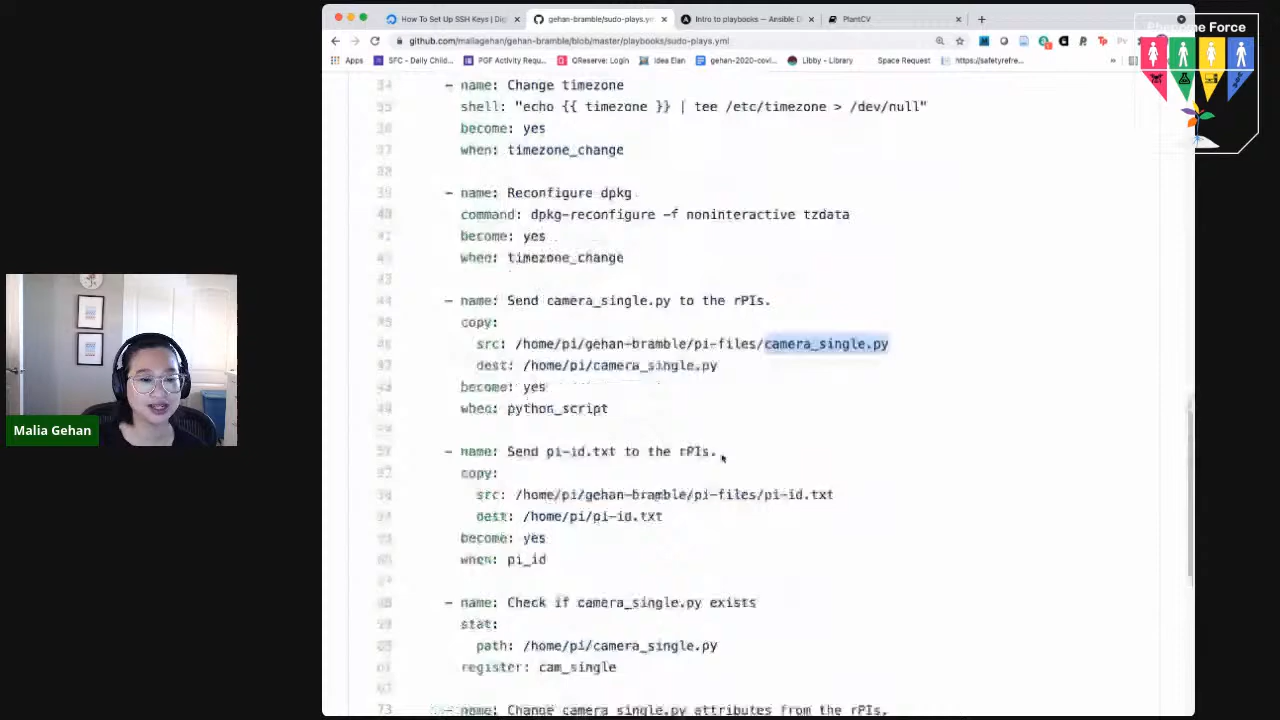 How To Set Up SSH Keys | Dig
gehan-bramble/sudo-plays.ym
Intro to playbooks — Ansible D
PlantCV
github.com/maliagehan/gehan-bramble/blob/master/playbooks/sudo-plays.yml
Apps
SFC - Daily Child...
PGF Activity Requ...
QReserve: Login
Idea Elan
gehan-2020-covi...
Libby - Library
Space Request
https://safetyrefre...
Phenome Force
- name: Change timezone
shell: "echo {{ timezone }} | tee /etc/timezone > /dev/null"
become: yes
when: timezone_change
- name: Reconfigure dpkg
command: dpkg-reconfigure -f noninteractive tzdata
become: yes
when: timezone_change
- name: Send camera_single.py to the rPIs.
copy:
src: /home/pi/gehan-bramble/pi-files/camera_single.py
dest: /home/pi/camera_single.py
become: yes
when: python_script
- name: Send pi-id.txt to the rPIs.
copy:
src: /home/pi/gehan-bramble/pi-files/pi-id.txt
dest: /home/pi/pi-id.txt
become: yes
when: pi_id
- name: Check if camera_single.py exists
stat:
path: /home/pi/camera_single.py
register: cam_single
- name: Change camera_single.py attributes from the rPIs.
Malia Gehan